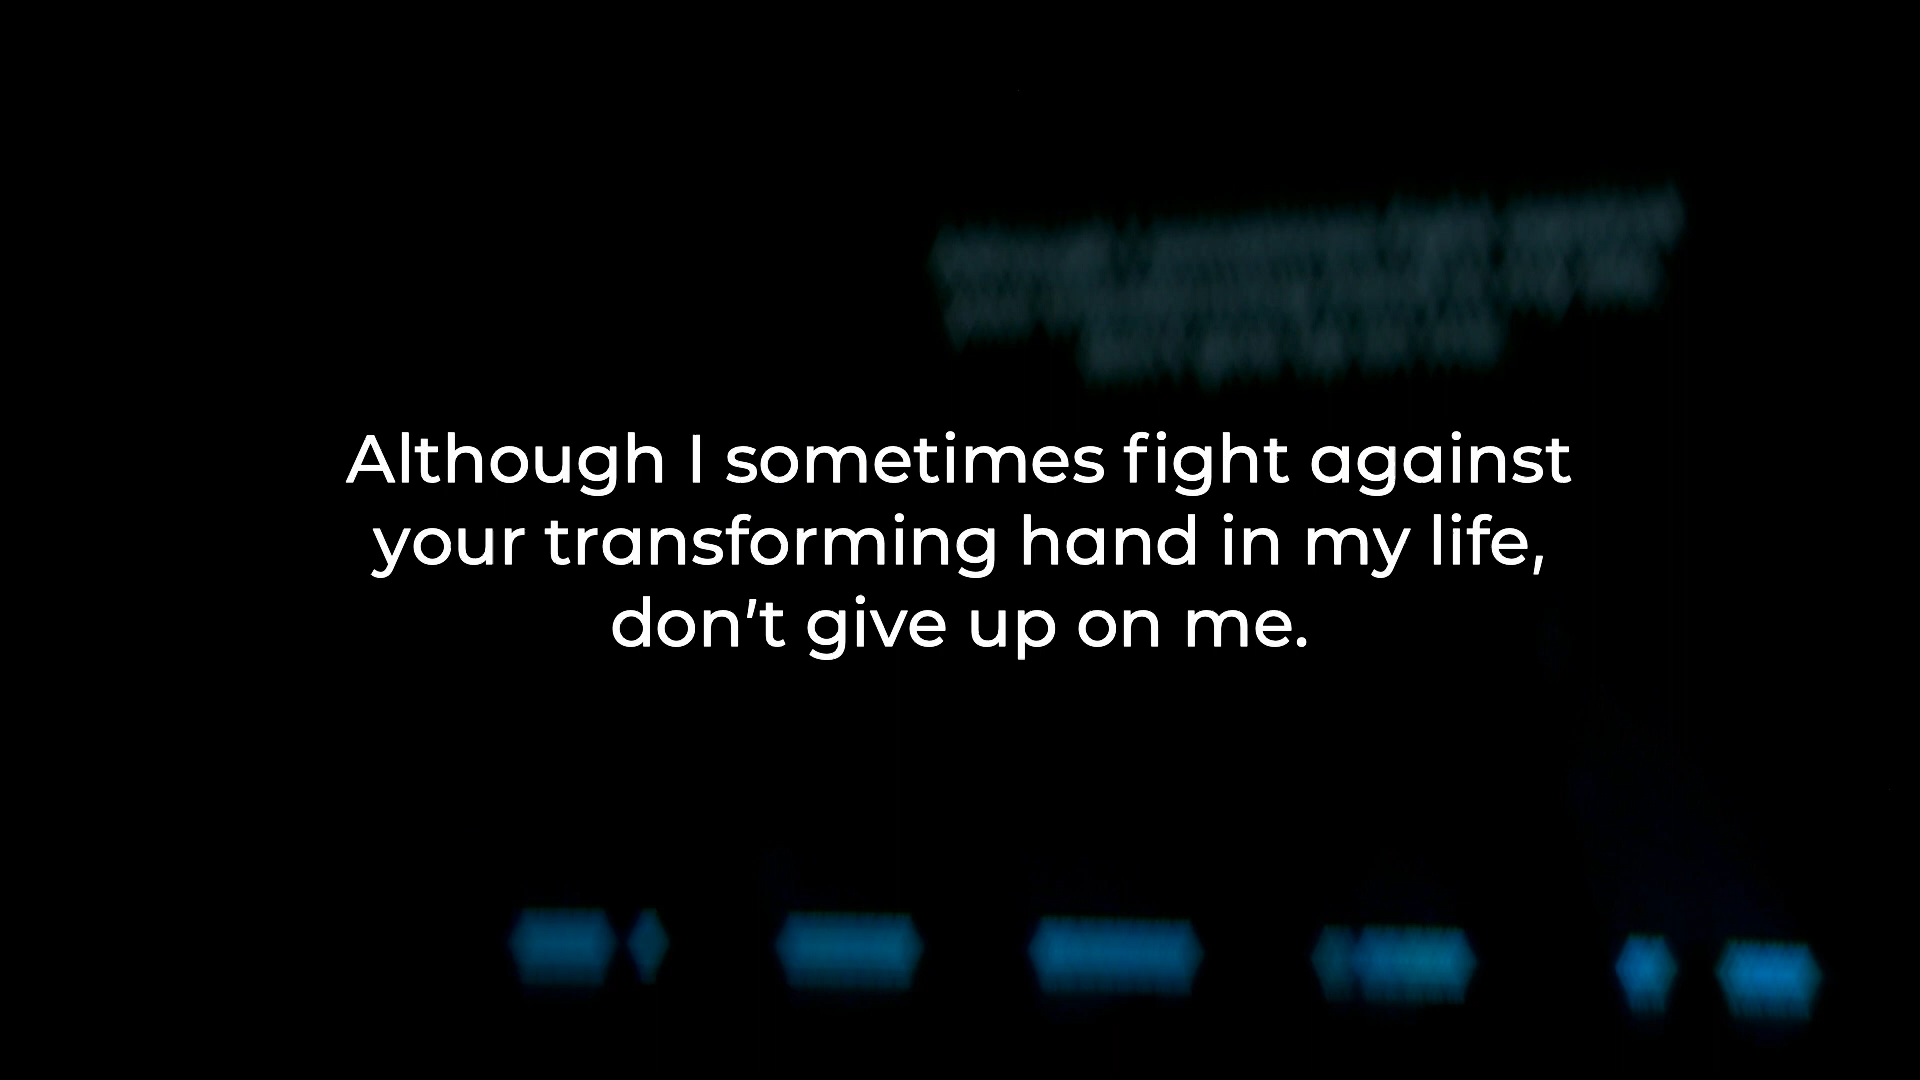 Although I sometimes fight against
your transforming hand in my life,
don't give up on me.